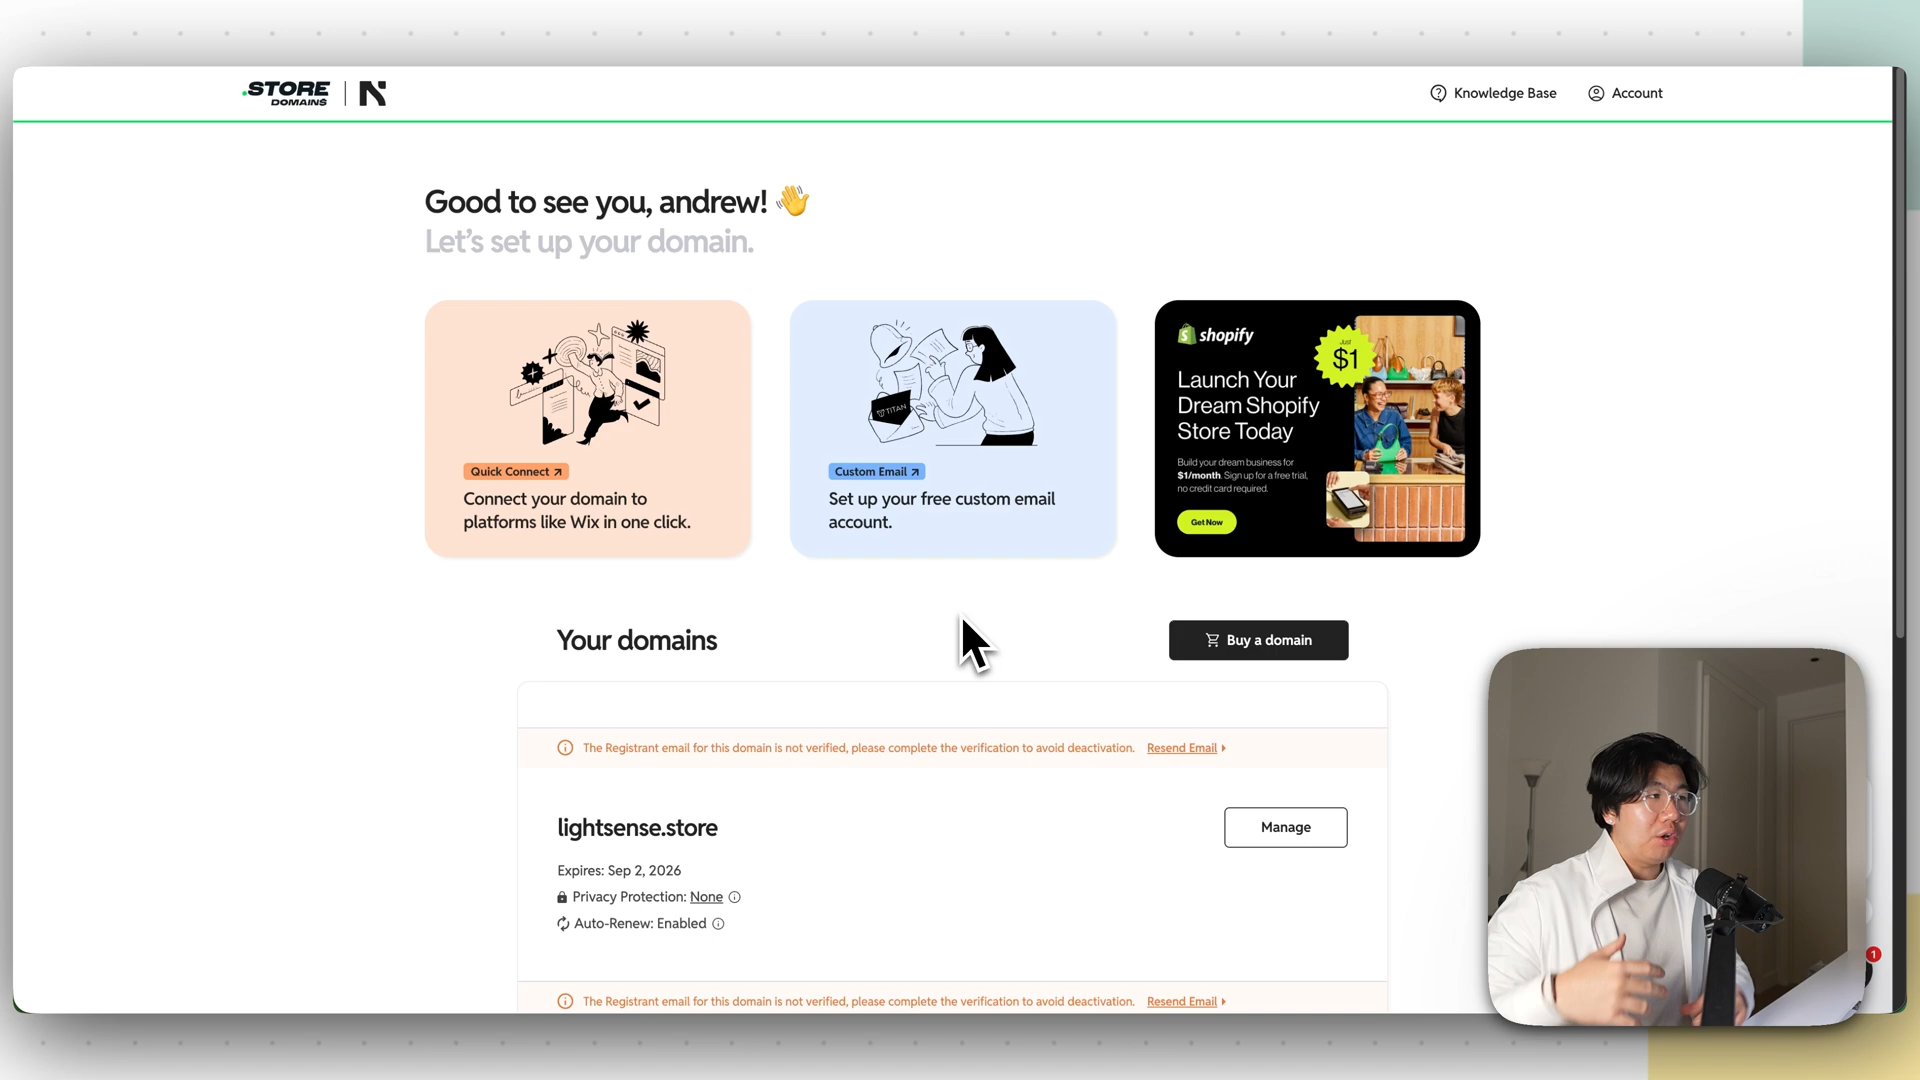 .STORE
DOMAINS
Knowledge Base
Account
Good to see you, andrew! 👋
Let's set up your domain.
Quick Connect ↗
Connect your domain to
platforms like Wix in one click.
TITAN
Custom Email ↗
Set up your free custom email
account.
shopify
Just
$1
Launch Your
Dream Shopify
Store Today
Build your dream business for
$1/month. Sign up for a free trial,
no credit card required.
Get Now
Your domains
Buy a domain
The Registrant email for this domain is not verified, please complete the verification to avoid deactivation. Resend Email
lightsense.store
Manage
Expires: Sep 2, 2026
Privacy Protection: None
Auto-Renew: Enabled
1
The Registrant email for this domain is not verified, please complete the verification to avoid deactivation. Resend Email